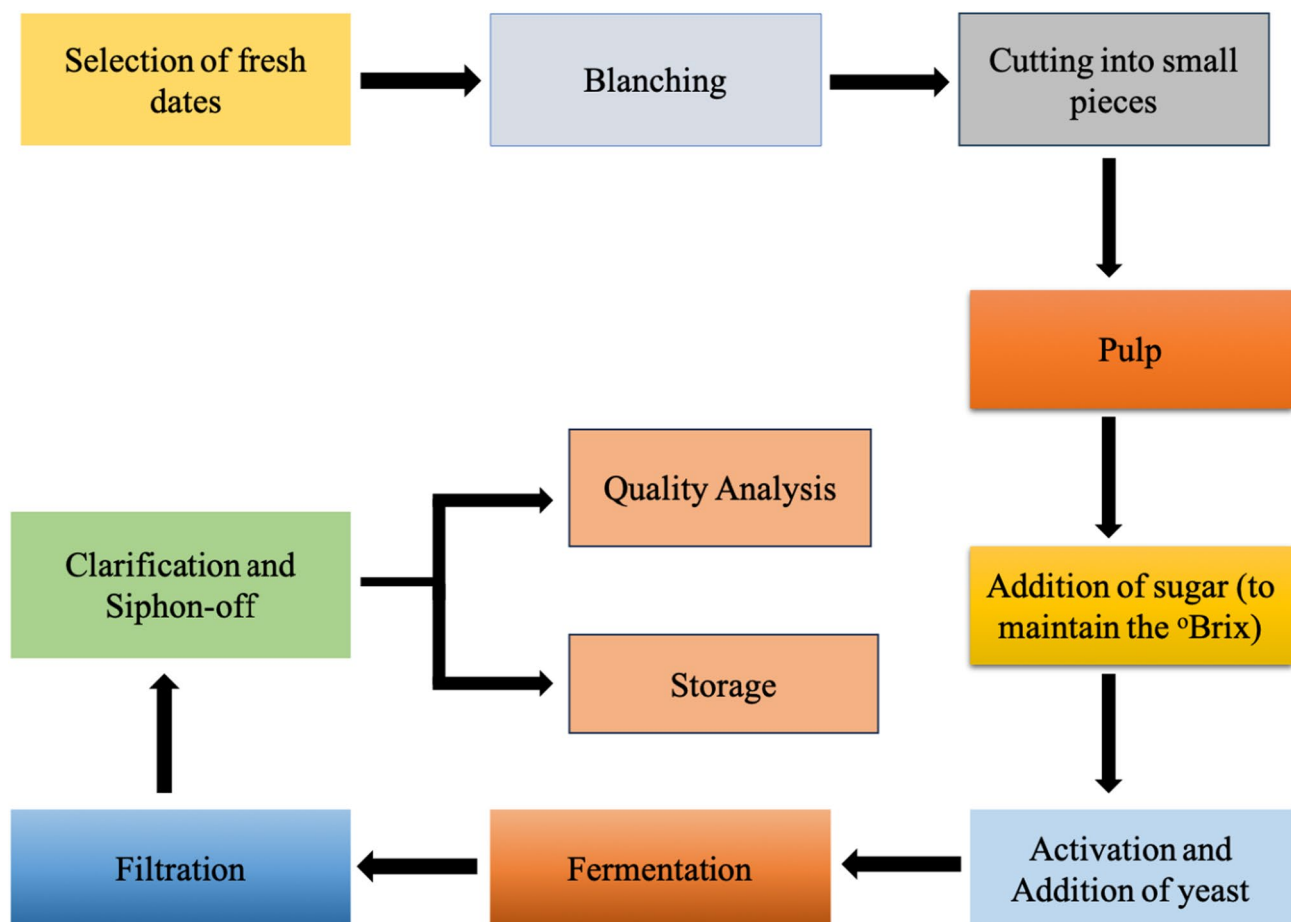 Selection of fresh
dates
Blanching
Cutting into small
pieces
Pulp
Addition of sugar (to
maintain the ᵒBrix)
Activation and
Addition of yeast
Fermentation
Filtration
Clarification and
Siphon-off
Quality Analysis
Storage